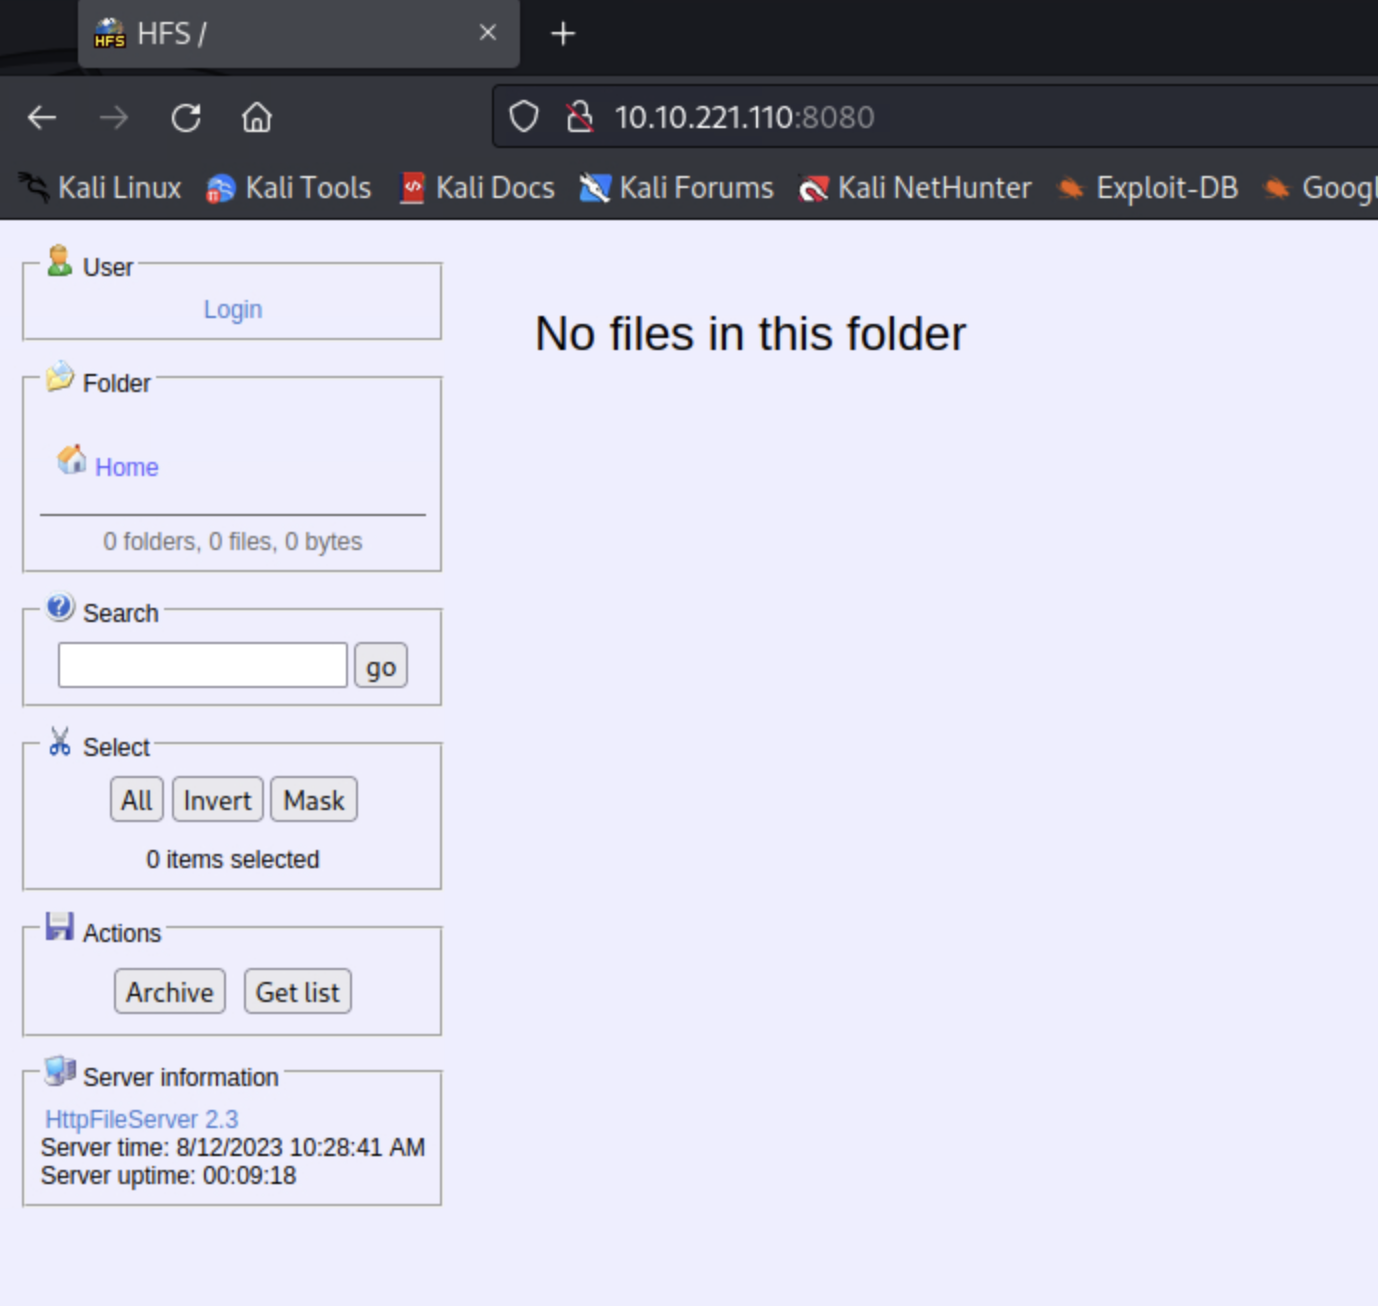 HFS /
10.10.221.110:8080
Kali Linux Kali Tools Kali Docs Kali Forums Kali NetHunter Exploit-DB Googl
User
Login
No files in this folder
Folder
Home
0 folders, 0 files, 0 bytes
Search
go
Select
All Invert Mask
0 items selected
Actions
Archive Get list
Server information
HttpFileServer 2.3
Server time: 8/12/2023 10:28:41 AM
Server uptime: 00:09:18